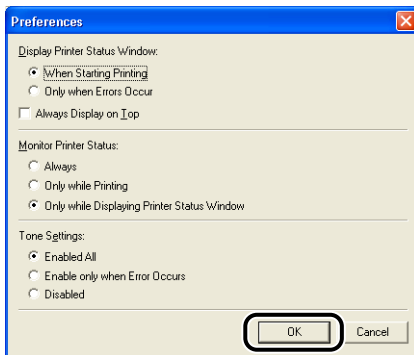 Preferences
Display Printer Status Window:
When Starting Printing
Only when Errors Occur
Always Display on Top
Monitor Printer Status:
Always
Only while Printing
Only while Displaying Printer Status Window
Tone Settings:
Enabled All
Enable only when Error Occurs
Disabled
OK Cancel